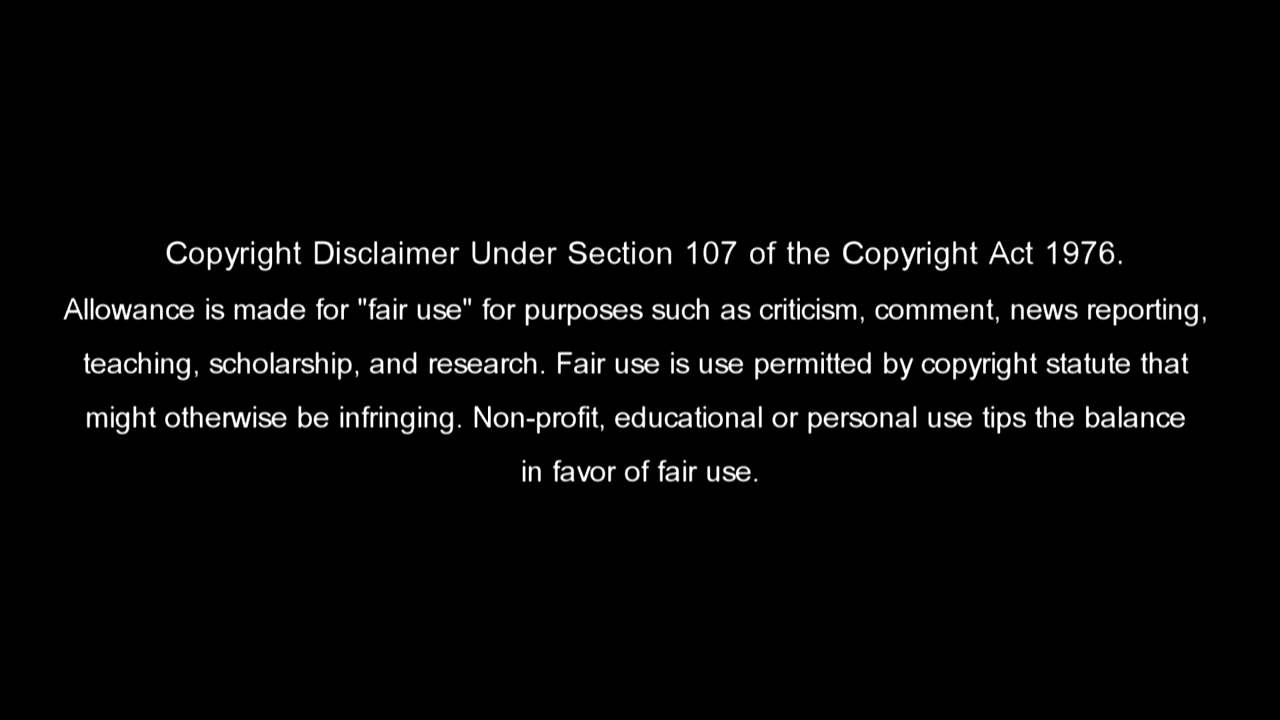 Copyright Disclaimer Under Section 107 of the Copyright Act 1976.
Allowance is made for "fair use" for purposes such as criticism, comment, news reporting,
teaching, scholarship, and research. Fair use is use permitted by copyright statute that
might otherwise be infringing. Non-profit, educational or personal use tips the balance
in favor of fair use.